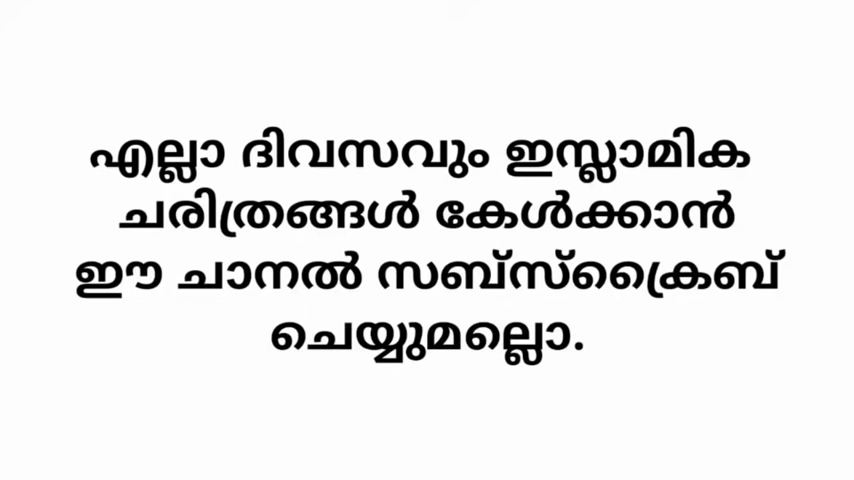 എല്ലാ ദിവസവും ഇസ്ലാമിക
ചരിത്രങ്ങൾ കേൾക്കാൻ
ഈ ചാനൽ സബ്സ്ക്രൈബ്
ചെയ്യുമല്ലൊ.